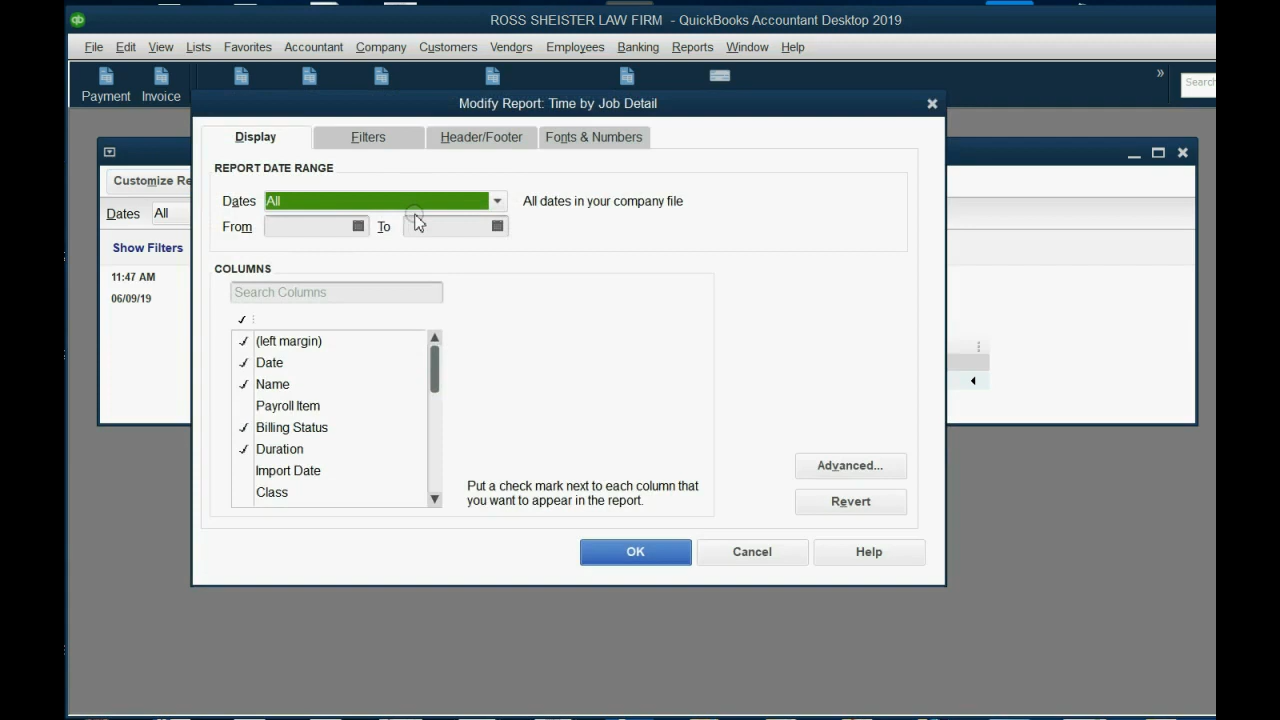 qb
ROSS SHEISTER LAW FIRM - QuickBooks Accountant Desktop 2019
File Edit View Lists Favorites Accountant Company Customers Vendors Employees Banking Reports Window Help
Payment Invoice » Search
Modify Report: Time by Job Detail
Display Filters Header/Footer Fonts & Numbers
REPORT DATE RANGE
Customize Re
Dates All All dates in your company file
Dates All
From To
Show Filters
COLUMNS
11:47 AM
Search Columns
06/09/19
(left margin)
Date
Name
Payroll Item
Billing Status
Duration
Import Date
Class
Put a check mark next to each column that
you want to appear in the report.
Advanced...
Revert
OK Cancel Help